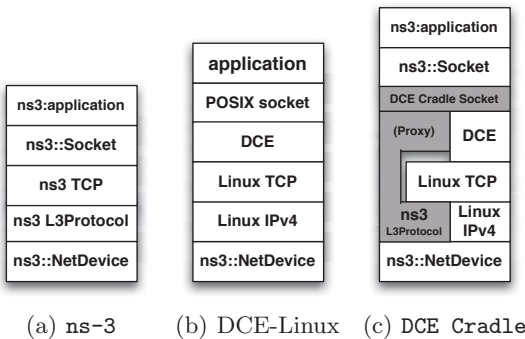 ns3:application
ns3::Socket
ns3 TCP
ns3 L3Protocol
ns3::NetDevice
(a) ns-3
application
POSIX socket
DCE
Linux TCP
Linux IPv4
ns3::NetDevice
(b) DCE-Linux
ns3:application
ns3::Socket
DCE Cradle Socket
(Proxy)
DCE
Linux TCP
ns3
L3Protocol
Linux
IPv4
ns3::NetDevice
(c) DCE Cradle